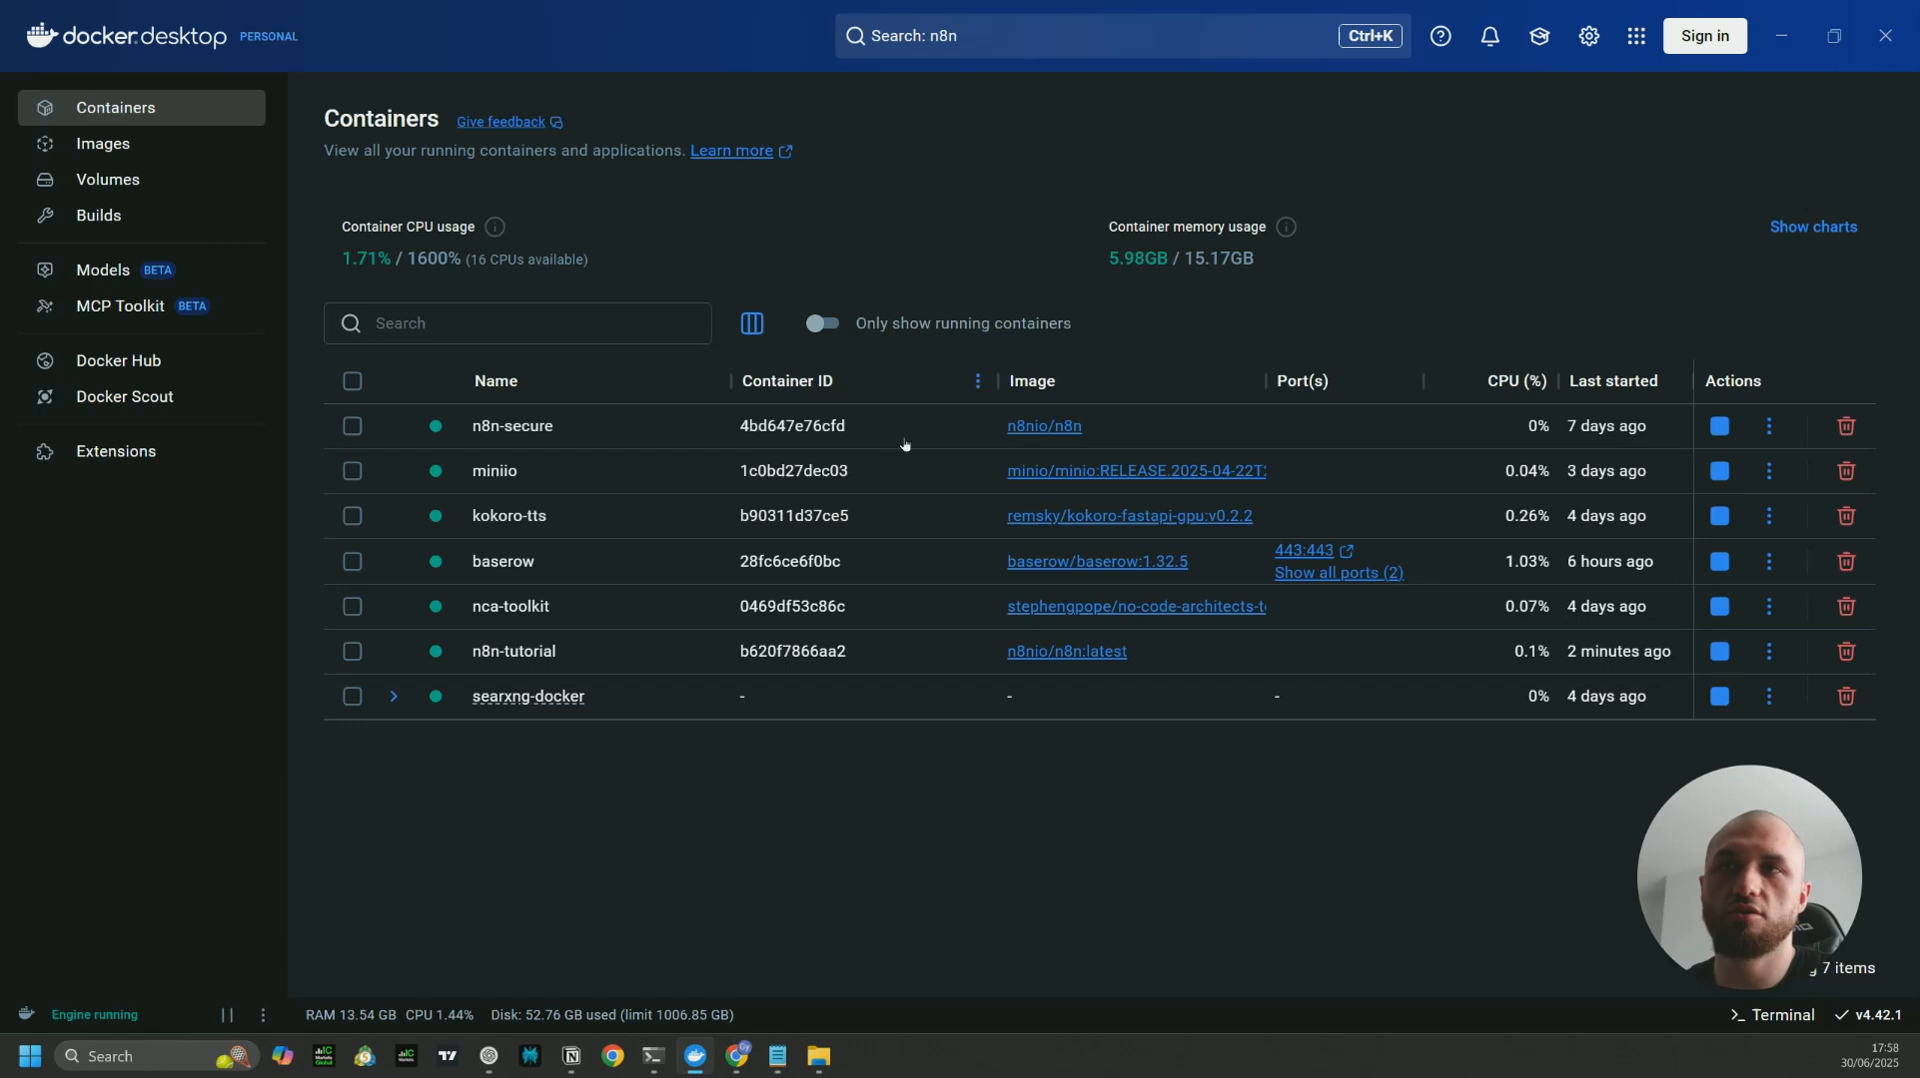 docker.desktop PERSONAL
Search: n8n
Ctrl+K
Sign in
Containers
Images
Volumes
Builds
Models BETA
MCP Toolkit BETA
Docker Hub
Docker Scout
Extensions
Containers Give feedback
View all your running containers and applications. Learn more
Container CPU usage
1.71% / 1600% (16 CPUs available)
Container memory usage
5.98GB / 15.17GB
Show charts
Search
Only show running containers
Name Container ID Image Port(s) CPU (%) Last started Actions
n8n-secure 4bd647e76cfd n8nio/n8n 0% 7 days ago
miniio 1c0bd27dec03 minio/minio:RELEASE.2025-04-22T 0.04% 3 days ago
kokoro-tts b90311d37ce5 remsky/kokoro-fastapi-gpu:v0.2.2 0.26% 4 days ago
baserow 28fc6ce6f0bc baserow/baserow:1.32.5 443:443 1.03% 6 hours ago
Show all ports (2)
nca-toolkit 0469df53c86c stephengpope/no-code-architects-t 0.07% 4 days ago
n8n-tutorial b620f7866aa2 n8nio/n8n:latest 0.1% 2 minutes ago
searxng-docker - - - 0% 4 days ago
7 items
Engine running
RAM 13.54 GB CPU 1.44% Disk: 52.76 GB used (limit 1006.85 GB)
Terminal
v4.42.1
Search
17:58
30/06/2025